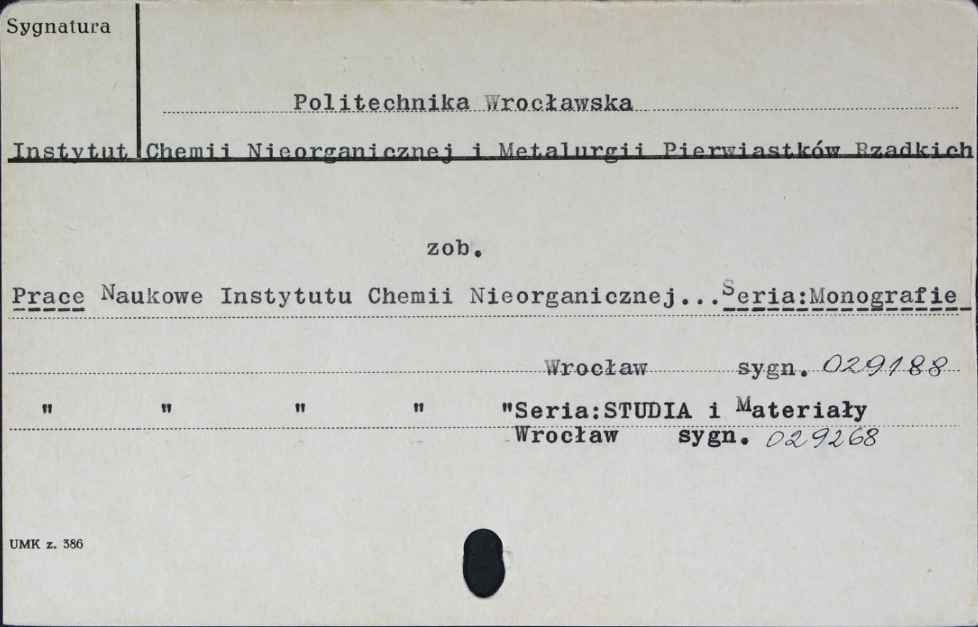 Sygnatura
Politechnika Wrocławska
Instytut Chemii Nieorganicznej i Metalurgii Pierwiastków Rzadkich
zob.
Prace Naukowe Instytutu Chemii Nieorganicznej...Seria:Monografie
Wrocław sygn. 029188
" " " " "Seria:STUDIA i Materiały
Wrocław sygn. 029268
UMK z. 386